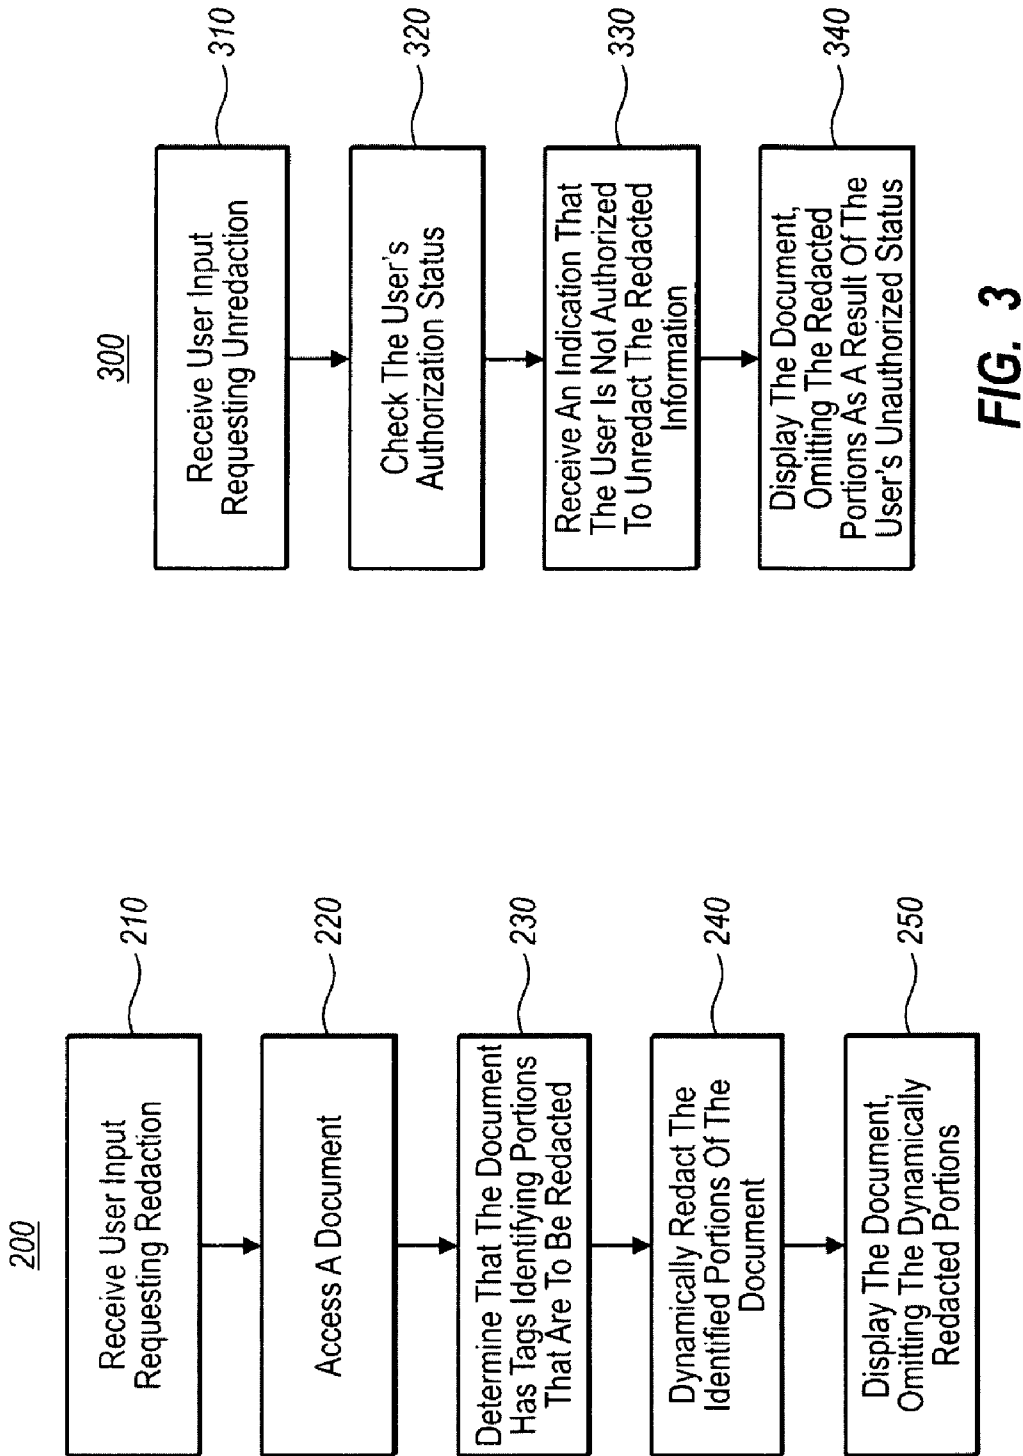 200
Receive User Input
Requesting Redaction
210
Access A Document
220
Determine That The Document
Has Tags Identifying Portions
That Are To Be Redacted
230
Dynamically Redact The
Identified Portions Of The
Document
240
Display The Document,
Omitting The Dynamically
Redacted Portions
250
300
Receive User Input
Requesting Unredaction
310
Check The User's
Authorization Status
320
Receive An Indication That
The User Is Not Authorized
To Unredact The Redacted
Information
330
Display The Document,
Omitting The Redacted
Portions As A Result Of The
User's Unauthorized Status
340
FIG. 3